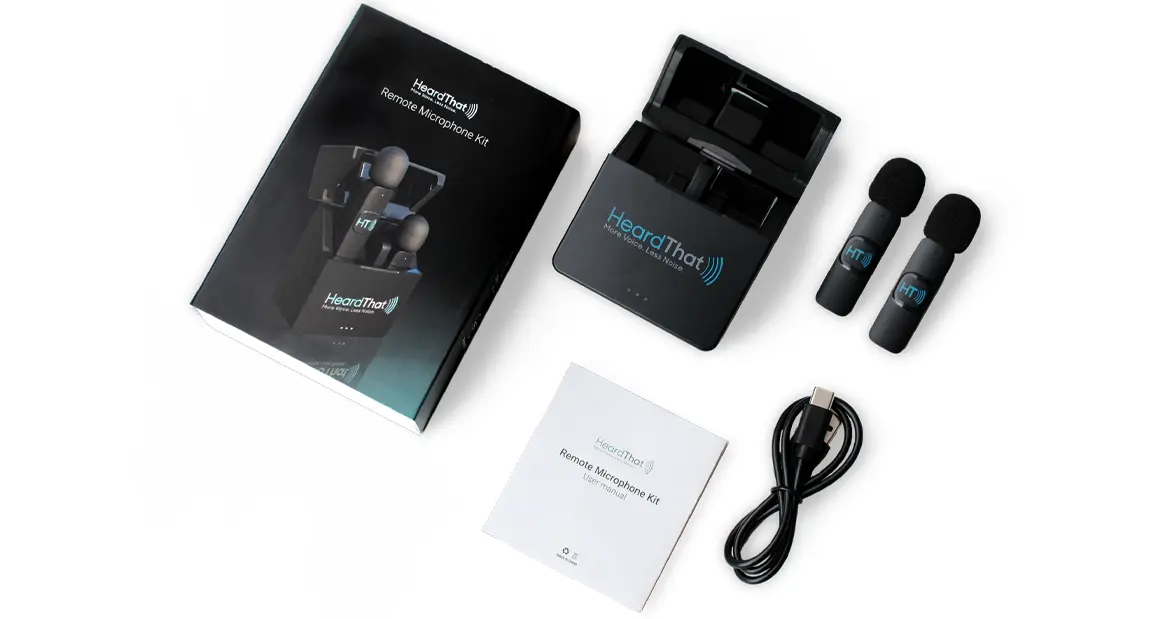 HeardThat
More Voice. Less Noise.
Remote Microphone Kit
HT
HeardThat
More Voice. Less Noise
HeardThat
More Voice. Less Noise
HT
HT
HeardThat
Remote Microphone Kit
User manual